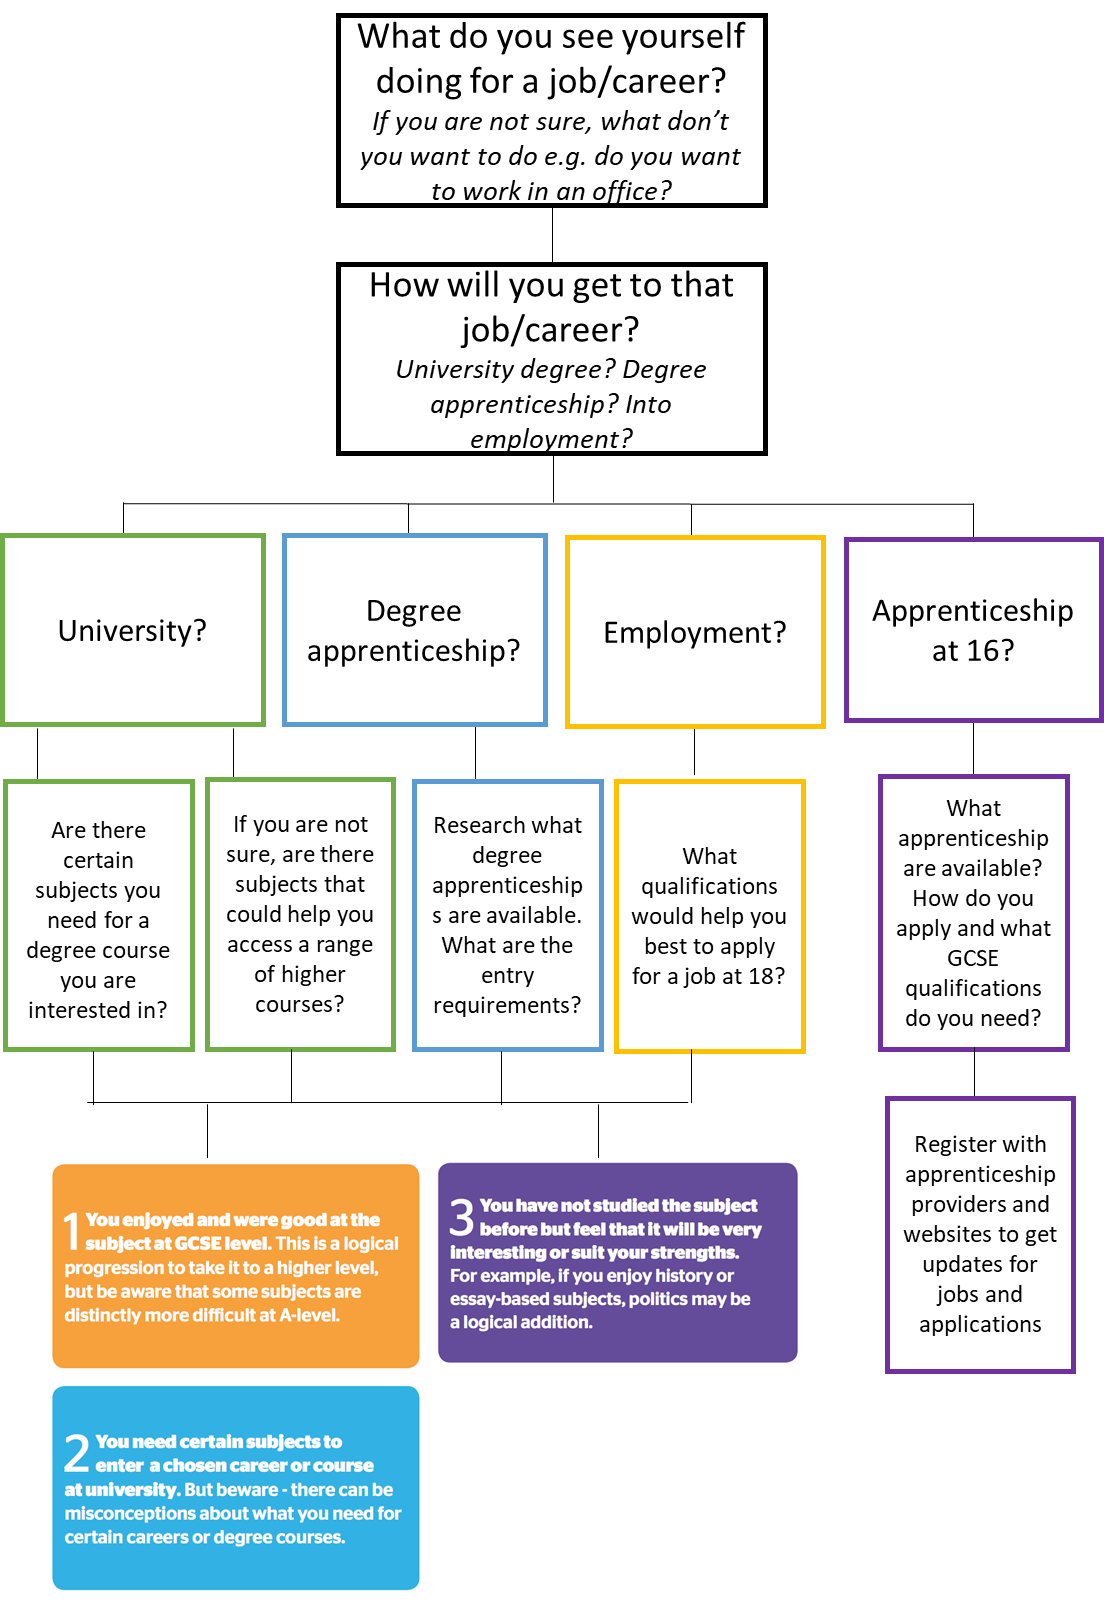 What do you see yourself
doing for a job/career?
If you are not sure, what don’t
you want to do e.g. do you want
to work in an office?
How will you get to that
job/career?
University degree? Degree
apprenticeship? Into
employment?
University?
Degree
apprenticeship?
Employment?
Apprenticeship
at 16?
Are there
certain
subjects you
need for a
degree course
you are
interested in?
If you are not
sure, are there
subjects that
could help you
access a range
of higher
courses?
Research what
degree
apprenticeship
s are available.
What are the
entry
requirements?
What
qualifications
would help you
best to apply
for a job at 18?
What
apprenticeship
are available?
How do you
apply and what
GCSE
qualifications
do you need?
Register with
apprenticeship
providers and
websites to get
updates for
jobs and
applications
1 You enjoyed and were good at the
subject at GCSE level. This is a logical
progression to take it to a higher level,
but be aware that some subjects are
distinctly more difficult at A-level.
3 You have not studied the subject
before but feel that it will be very
interesting or suit your strengths.
For example, if you enjoy history or
essay-based subjects, politics may be
a logical addition.
2 You need certain subjects to
enter a chosen career or course
at university. But beware - there can be
misconceptions about what you need for
certain careers or degree courses.